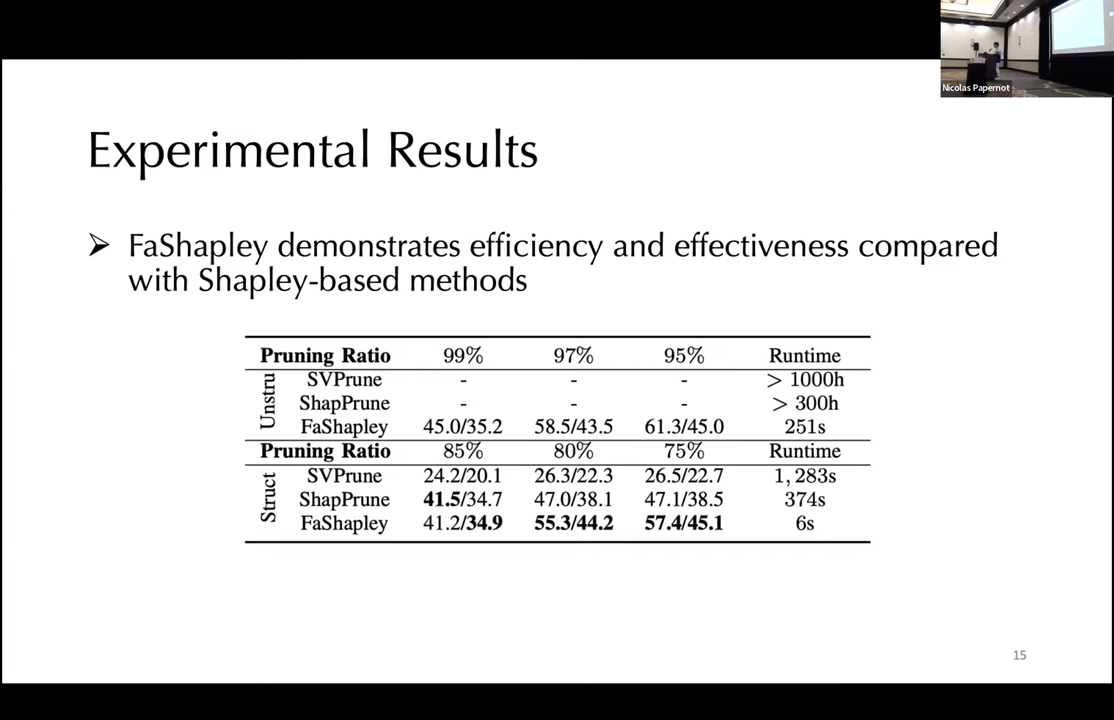 Nicolas Papernot
Experimental Results
➢ FaShapley demonstrates efficiency and effectiveness compared
with Shapley-based methods
Pruning Ratio 99% 97% 95% Runtime
Unstru
SVPrune - - - > 1000h
ShapPrune - - - > 300h
FaShapley 45.0/35.2 58.5/43.5 61.3/45.0 251s
Pruning Ratio 85% 80% 75% Runtime
Struct
SVPrune 24.2/20.1 26.3/22.3 26.5/22.7 1,283s
ShapPrune 41.5/34.7 47.0/38.1 47.1/38.5 374s
FaShapley 41.2/34.9 55.3/44.2 57.4/45.1 6s
15